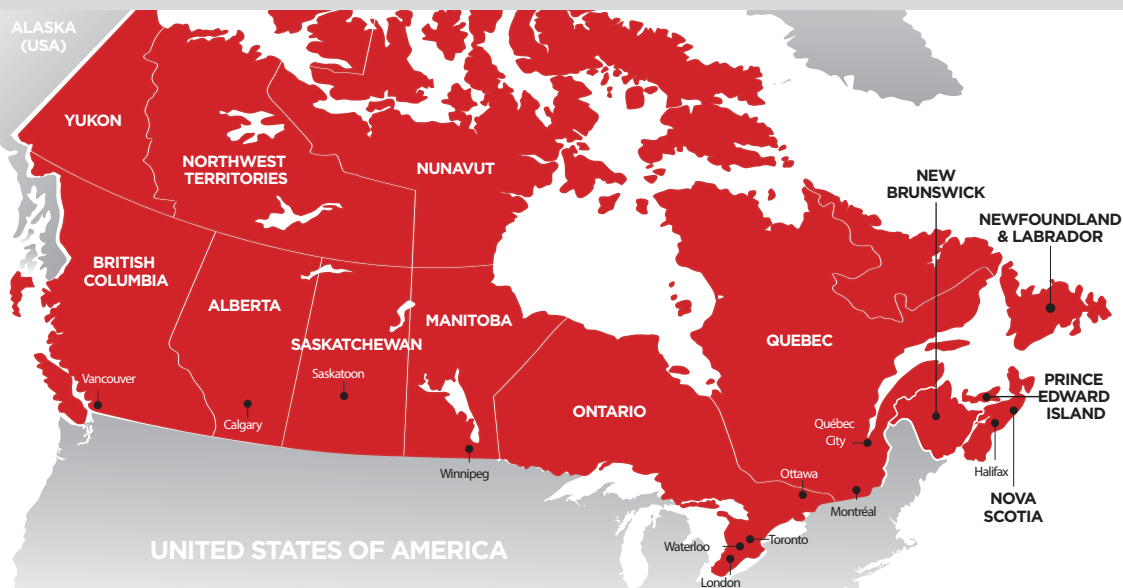 ALASKA
(USA)
YUKON
NORTHWEST
TERRITORIES
NUNAVUT
NEW
BRUNSWICK
NEWFOUNDLAND
& LABRADOR
BRITISH
COLUMBIA
ALBERTA
SASKATCHEWAN
MANITOBA
QUEBEC
ONTARIO
PRINCE
EDWARD
ISLAND
Vancouver
Saskatoon
Calgary
Winnipeg
Québec
City
Ottawa
Montréal
Halifax
NOVA
SCOTIA
Waterloo
Toronto
London
UNITED STATES OF AMERICA